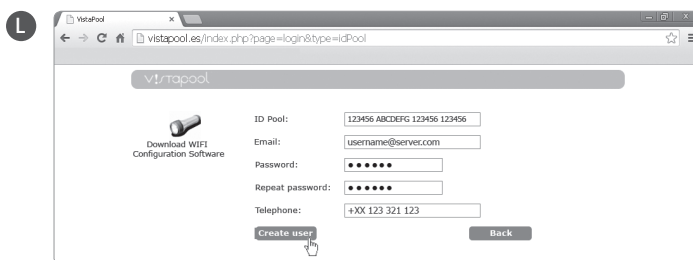 L
VistaPool
vistapool.es/index.php?page=login&type=idPool
vistapool
Download WIFI
Configuration Software
ID Pool: 123456 ABCDEFG 123456 123456
Email: username@server.com
Password: ●●●●●●
Repeat password: ●●●●●●
Telephone: +XX 123 321 123
Create user Back